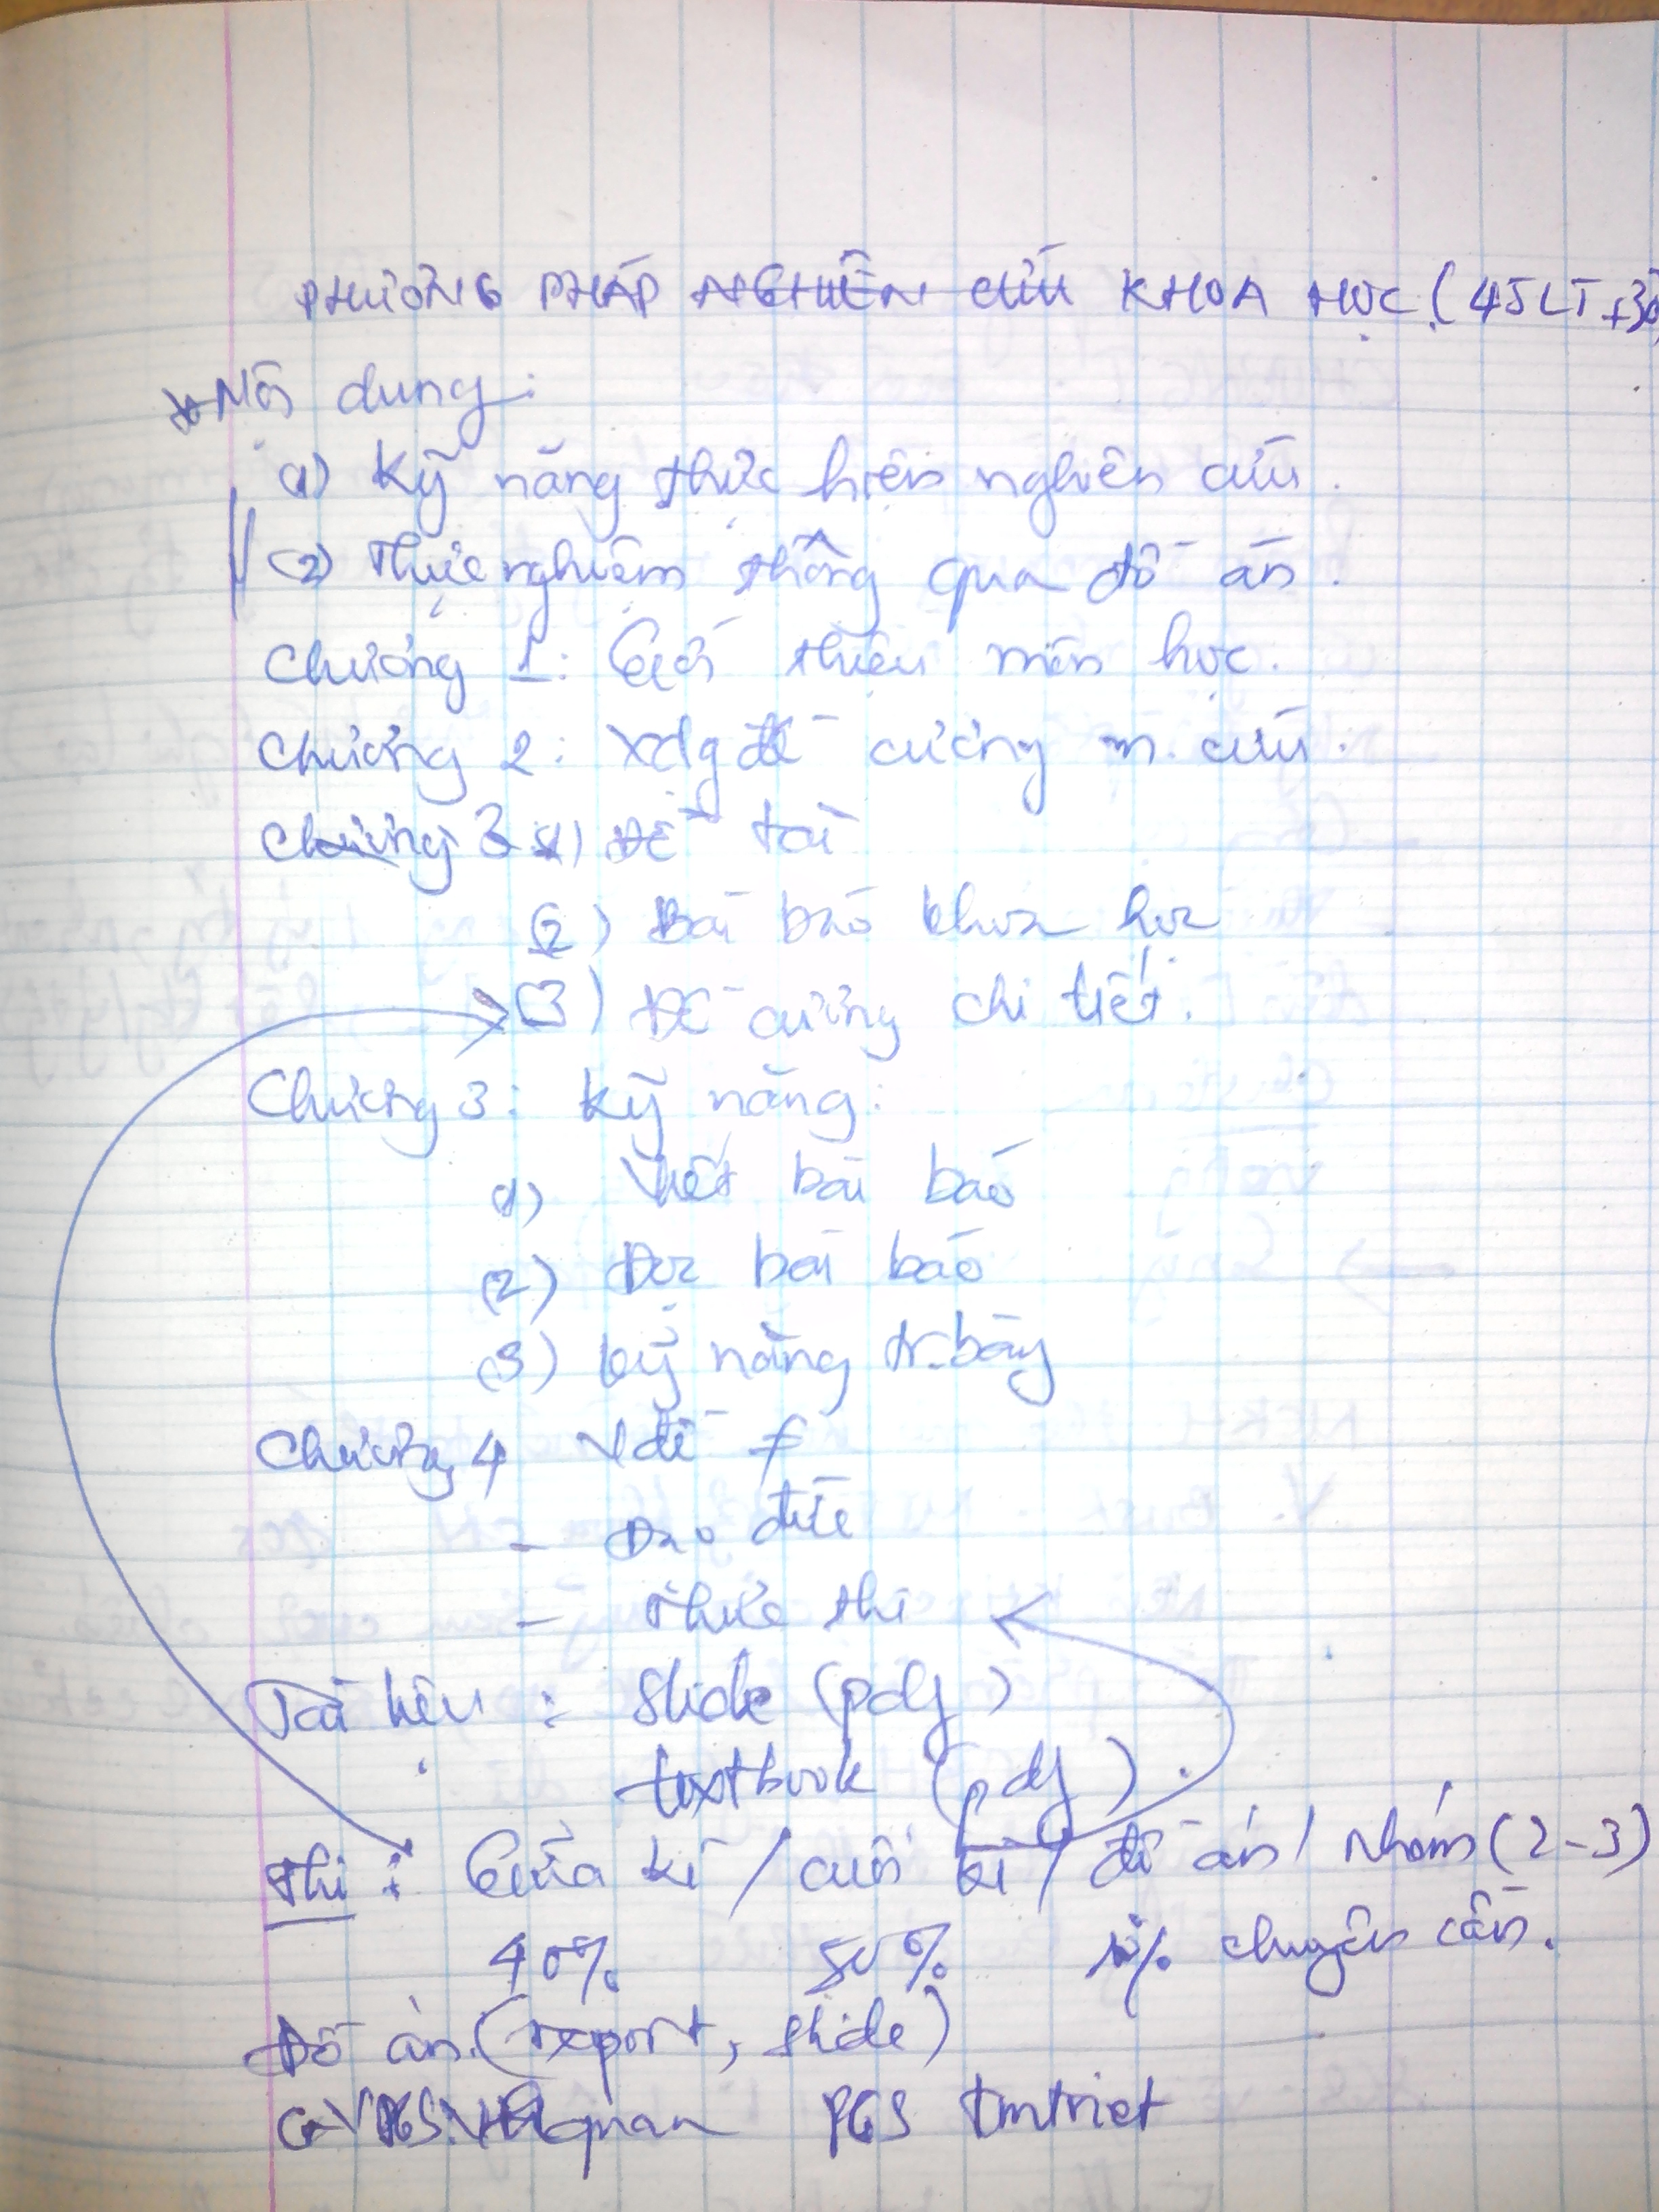 PHƯƠNG PHÁP NGHIÊN CỨU KHOA HỌC (45LT+30
* Nội dung:
(1) Kỹ năng thực hiện nghiên cứu.
(2) Thực nghiệm thông qua đồ án.
Chương 1: Giới thiệu môn học.
Chương 2: Xdg đề cương n. cứu.
Chương 3 (1) Đề tài
(2) Bài báo khoa học
(3) Đề cương chi tiết.
Chương 3: Kỹ năng:
(1) Viết bài báo
(2) Đọc bài báo
(3) kỹ năng tr.bày
Chương 4 Vđề ≠
- Đạo đức
- Thực thi
Tài liệu: Slide (pdf)
textbook (pdf).
Thi: Giữa kì / cuối kì / đồ án / Nhóm (2-3)
40% 50% 10% chuyên cần.
Đồ án (report, slide)
GV PGS. quan PGS tmtriet